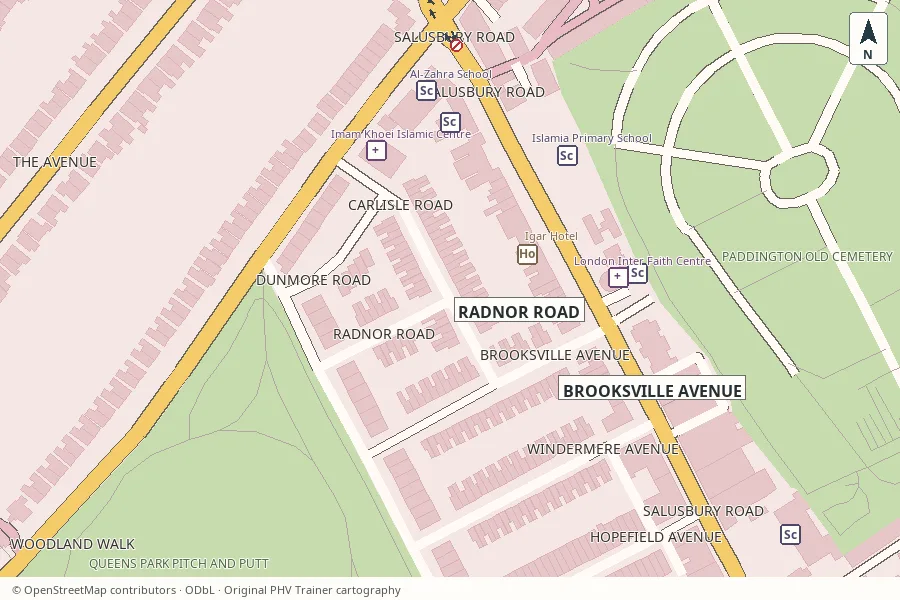 SALUSBURY ROAD
N
Al-Zahra School
Sc
SALUSBURY ROAD
Sc
Imam Khoei Islamic Centre
+
Islamia Primary School
Sc
THE AVENUE
CARLISLE ROAD
Igar Hotel
Ho
PADDINGTON OLD CEMETERY
London Inter Faith Centre
+
Sc
DUNMORE ROAD
RADNOR ROAD
RADNOR ROAD
BROOKSVILLE AVENUE
BROOKSVILLE AVENUE
WINDERMERE AVENUE
SALUSBURY ROAD
Sc
HOPEFIELD AVENUE
WOODLAND WALK
QUEENS PARK PITCH AND PUTT
© OpenStreetMap contributors · ODbL · Original PHV Trainer cartography